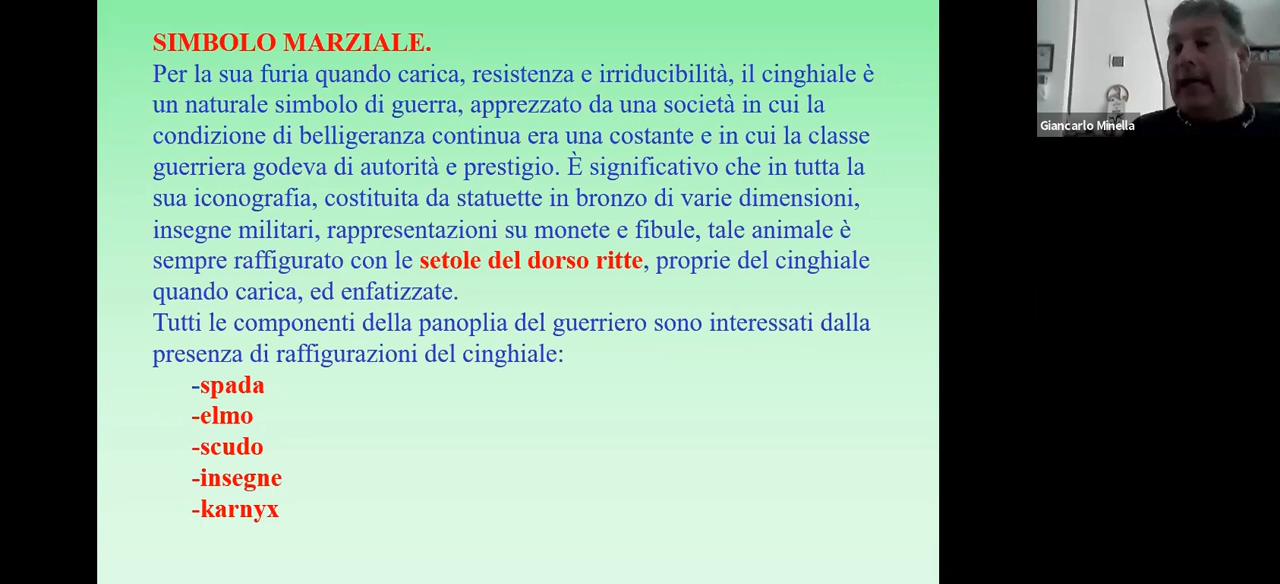 SIMBOLO MARZIALE.
Per la sua furia quando carica, resistenza e irriducibilità, il cinghiale è
un naturale simbolo di guerra, apprezzato da una società in cui la
condizione di belligeranza continua era una costante e in cui la classe
guerriera godeva di autorità e prestigio. È significativo che in tutta la
sua iconografia, costituita da statuette in bronzo di varie dimensioni,
insegne militari, rappresentazioni su monete e fibule, tale animale è
sempre raffigurato con le setole del dorso ritte, proprie del cinghiale
quando carica, ed enfatizzate.
Tutti le componenti della panoplia del guerriero sono interessati dalla
presenza di raffigurazioni del cinghiale:
-spada
-elmo
-scudo
-insegne
-karnyx
Giancarlo Minella